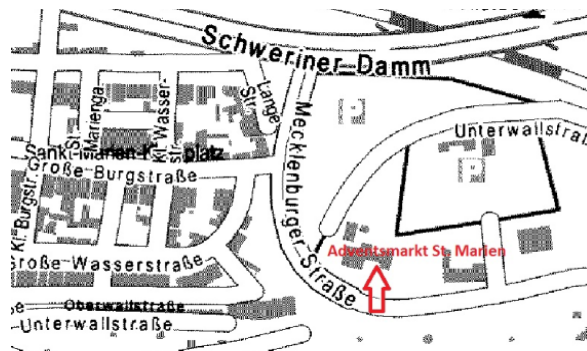 Schweriner Damm
Lange
Str.
St.
Marienga
Kl. Wasser-
str.
Mecklenburger-Straße
Unterwallstraße
Sankt-Marien-K platz
Große Burgstraße
Kl. Burgstr.
Adventsmarkt St. Marien
Große-Wasserstraße
Oberwallstraße
Unterwallstraße